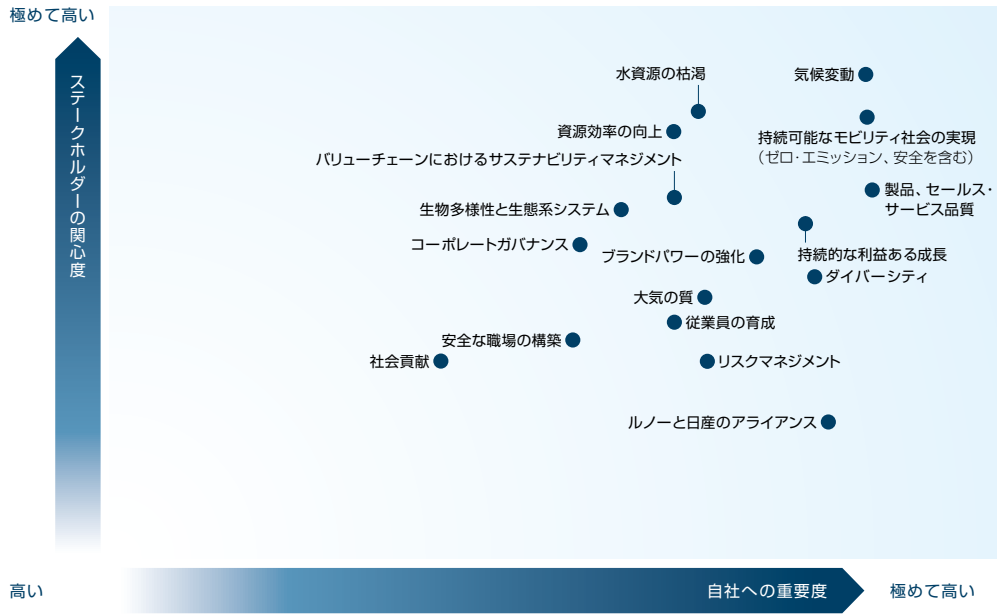 極めて高い
ステークホルダーの関心度
水資源の枯渇
気候変動
資源効率の向上
持続可能なモビリティ社会の実現
（ゼロ・エミッション、安全を含む）
バリューチェーンにおけるサステナビリティマネジメント
製品、セールス・
サービス品質
生物多様性と生態系システム
コーポレートガバナンス
ブランドパワーの強化
持続的な利益ある成長
ダイバーシティ
大気の質
従業員の育成
安全な職場の構築
社会貢献
リスクマネジメント
ルノーと日産のアライアンス
高い
自社への重要度
極めて高い